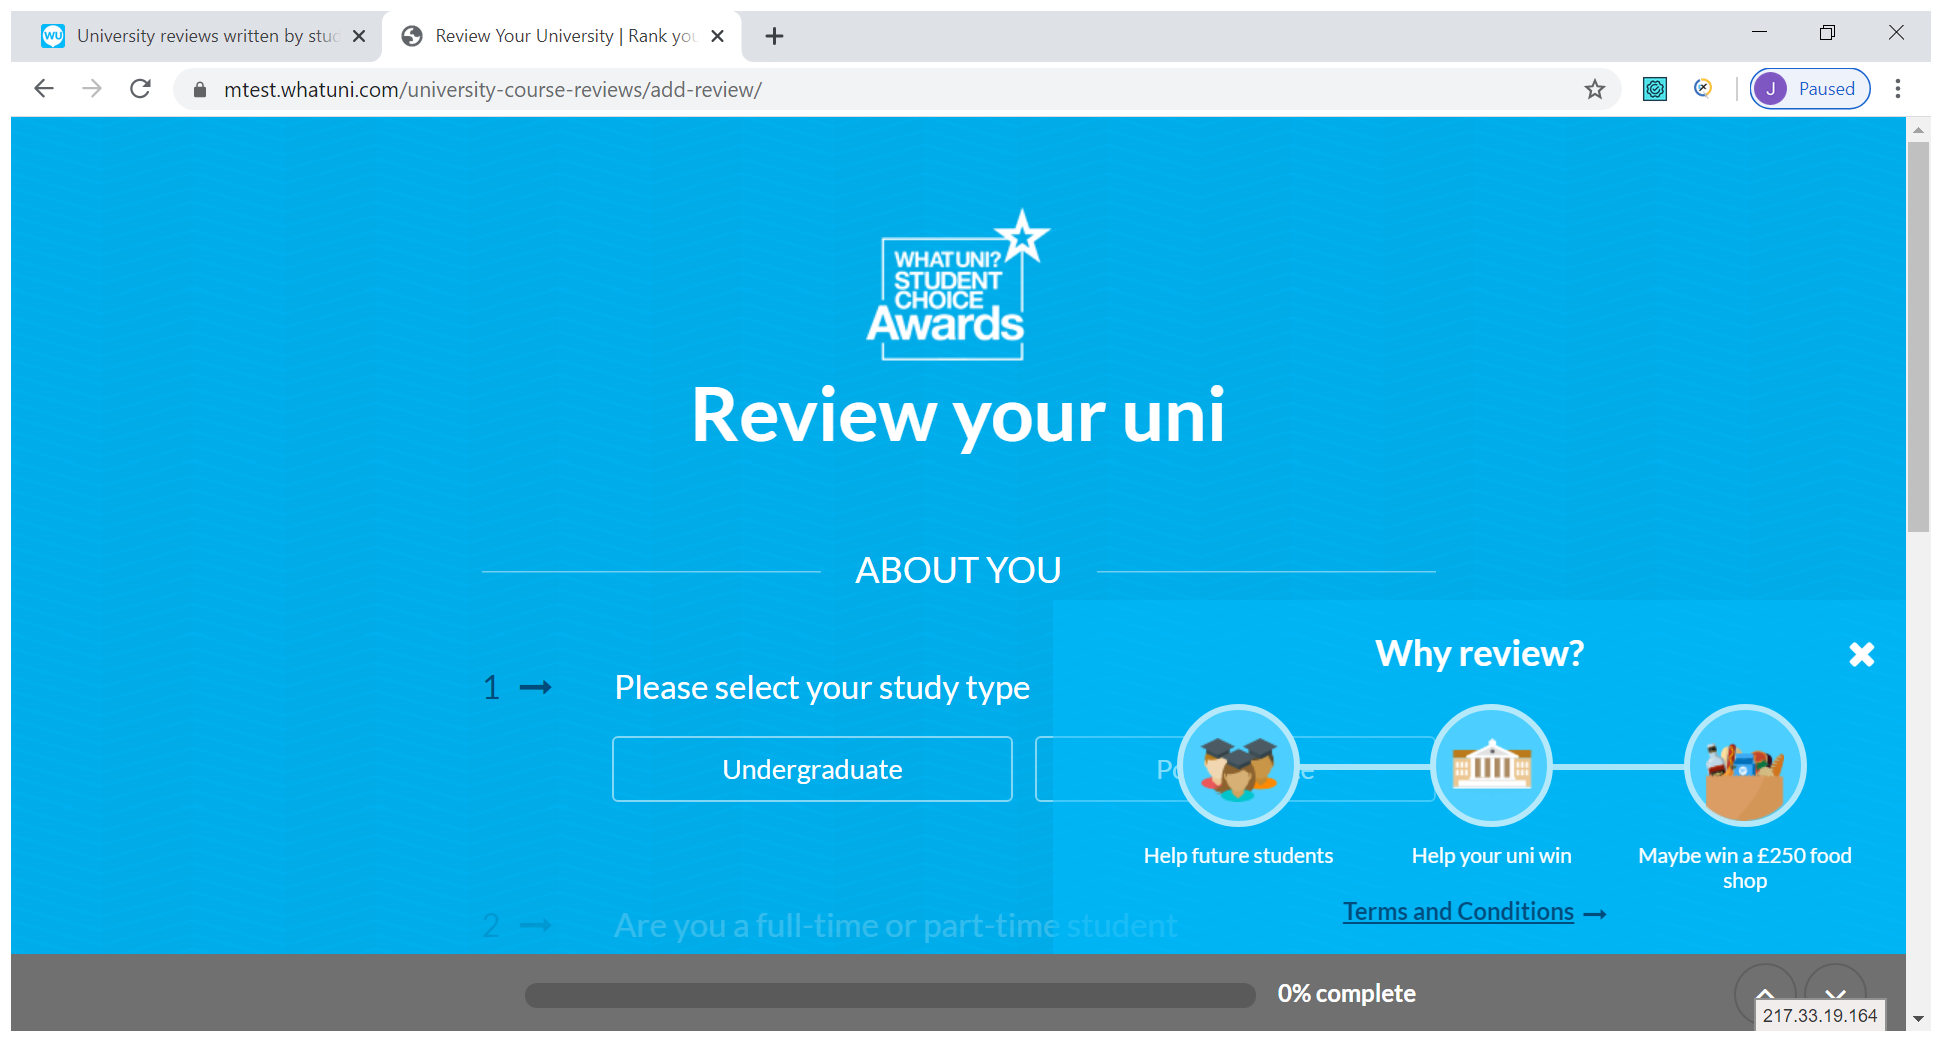 WU University reviews written by stud
Review Your University | Rank you
mtest.whatuni.com/university-course-reviews/add-review/
J Paused
WHATUNI?
STUDENT
CHOICE
Awards
Review your uni
ABOUT YOU
Why review?
1 Please select your study type
Undergraduate
Help future students
Help your uni win
Maybe win a £250 food
shop
Terms and Conditions
2 Are you a full-time or part-time student
0% complete
217.33.19.164